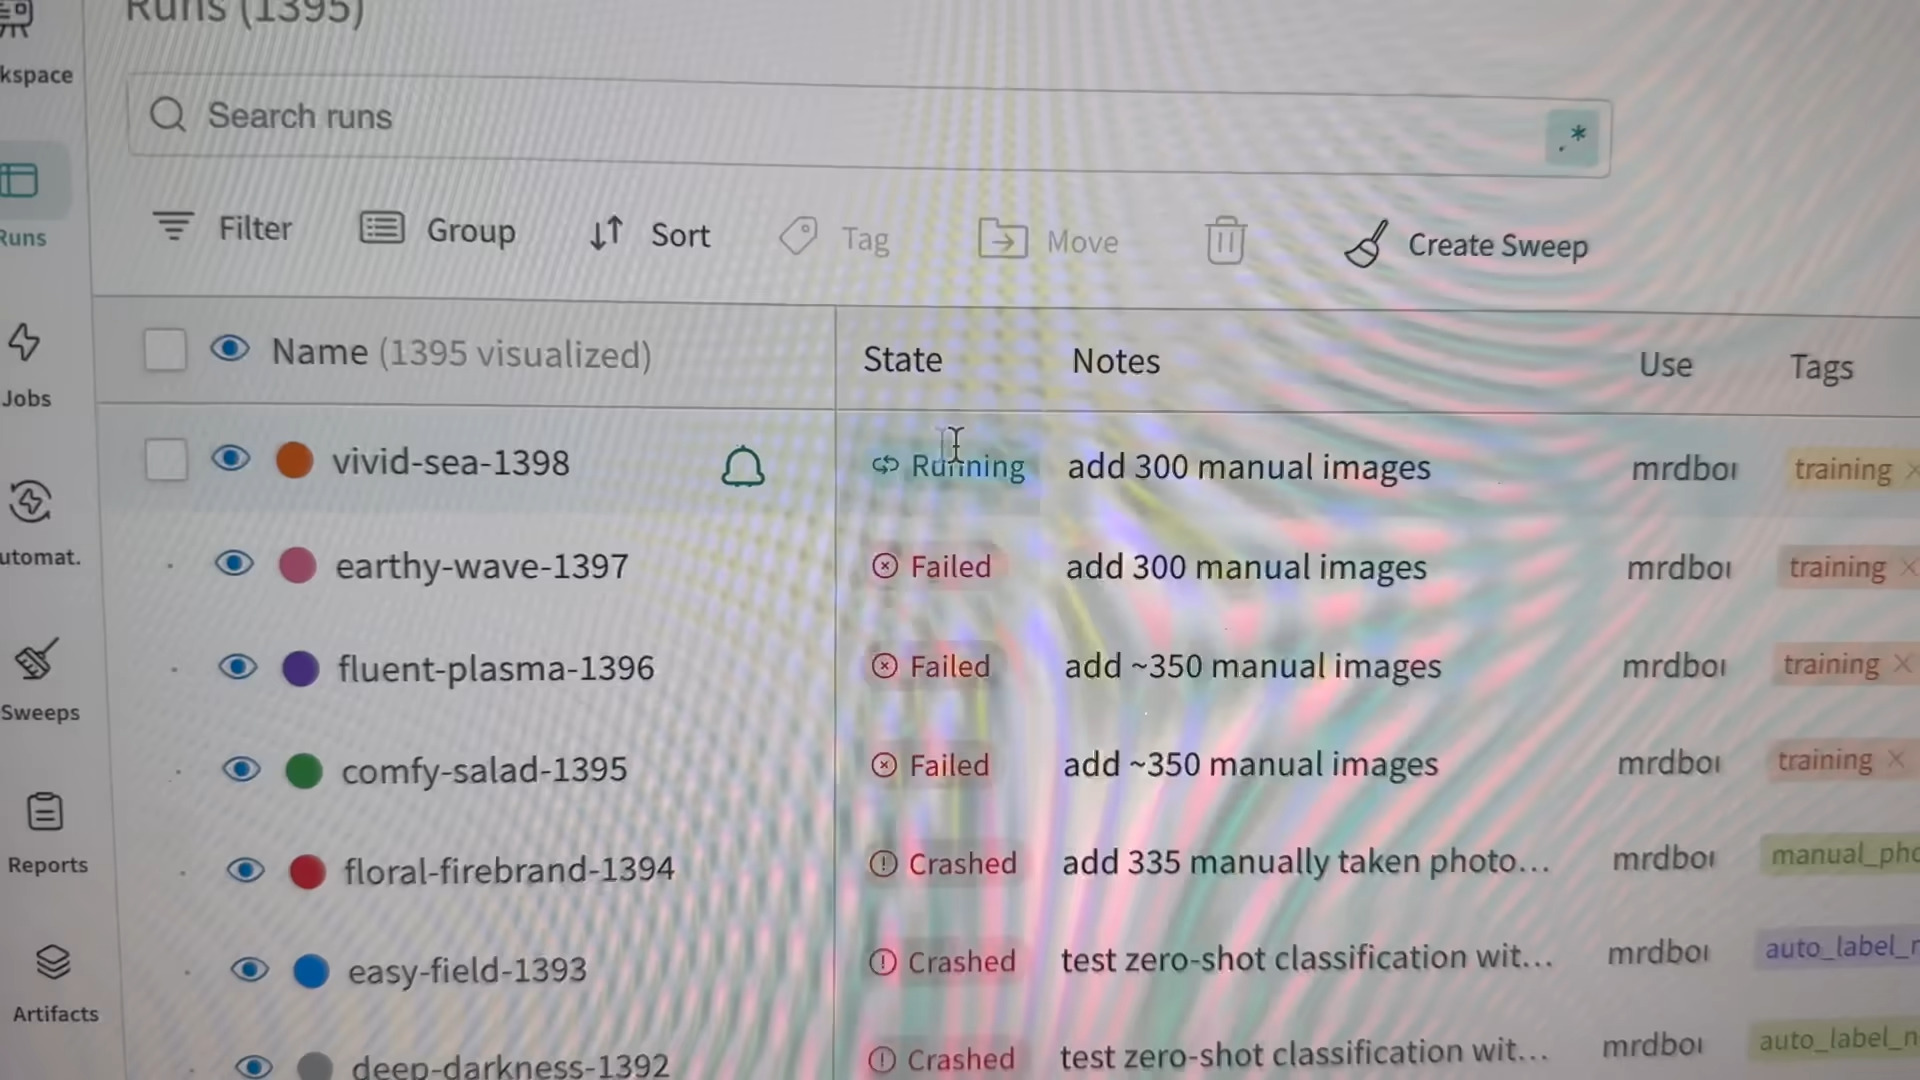 Runs (1395)
kspace
Search runs
.*
Runs
Filter Group Sort Tag Move Create Sweep
Name (1395 visualized) State Notes Use Tags
Jobs
vivid-sea-1398 Running add 300 manual images mrdboı training ×
utomat.
earthy-wave-1397 Failed add 300 manual images mrdboı training ×
fluent-plasma-1396 Failed add ~350 manual images mrdboı training ×
Sweeps
comfy-salad-1395 Failed add ~350 manual images mrdboı training ×
Reports
floral-firebrand-1394 Crashed add 335 manually taken photo... mrdboı manual_pho
easy-field-1393 Crashed test zero-shot classification wit... mrdboı auto_label_n
Artifacts
deep-darkness-1392 Crashed test zero-shot classification wit... mrdboı auto_label_n